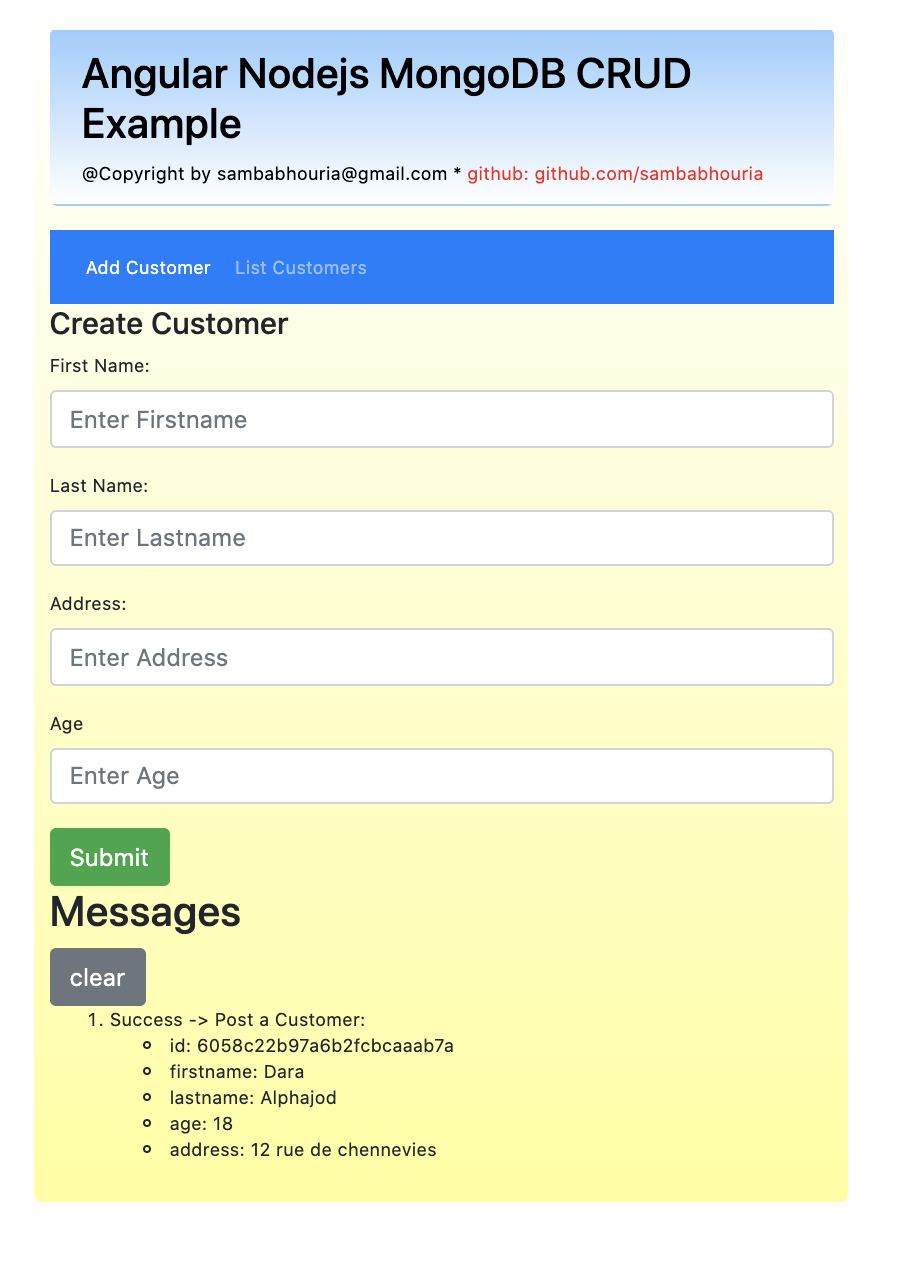 Angular Nodejs MongoDB CRUD
Example
@Copyright by sambabhouria@gmail.com * github: github.com/sambabhouria
Add Customer List Customers
Create Customer
First Name:
Enter Firstname
Last Name:
Enter Lastname
Address:
Enter Address
Age
Enter Age
Submit
Messages
clear
1. Success -> Post a Customer:
id: 6058c22b97a6b2fcbcaaab7a
firstname: Dara
lastname: Alphajod
age: 18
address: 12 rue de chennevies